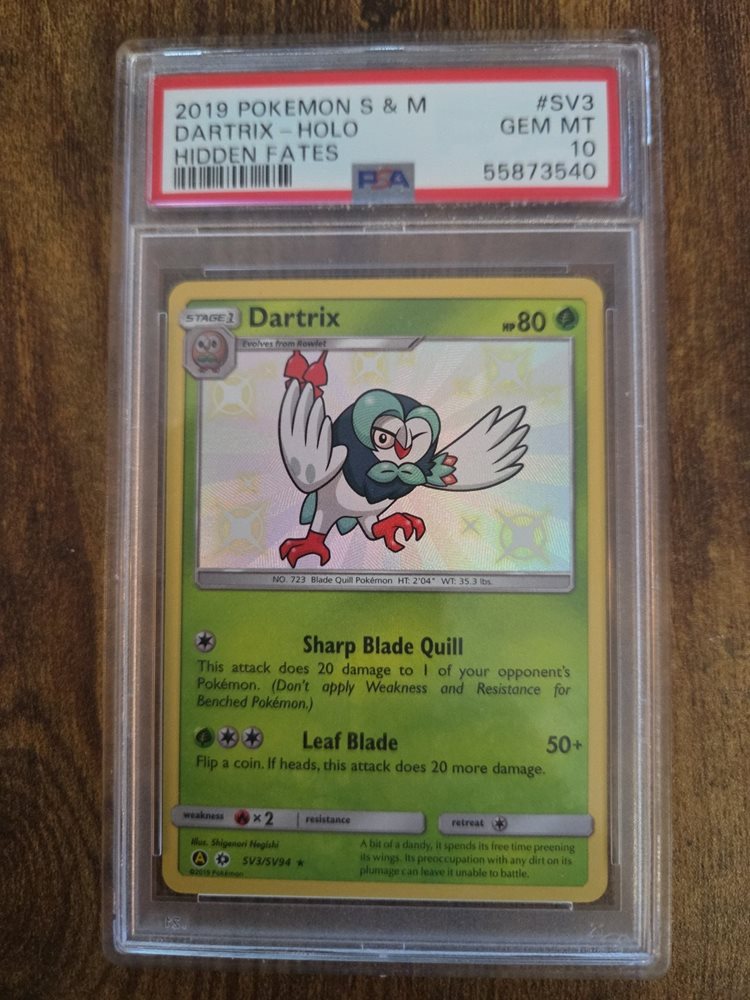 2019 POKEMON S & M #SV3
DARTRIX - HOLO GEM MT
HIDDEN FATES 10
PSA 55873540
STAGE 1 Dartrix HP 80
Evolves from Rowlet
NO. 723 Blade Quill Pokémon HT: 2'04" WT: 35.3 lbs.
Sharp Blade Quill
This attack does 20 damage to 1 of your opponent's
Pokémon. (Don't apply Weakness and Resistance for
Benched Pokémon.)
Leaf Blade 50+
Flip a coin. If heads, this attack does 20 more damage.
weakness ×2 resistance retreat
Illus. Shigenori Negishi
A SV3/SV94 ★
©2019 Pokémon
A bit of a dandy, it spends its free time preening
its wings. Its preoccupation with any dirt on its
plumage can leave it unable to battle.